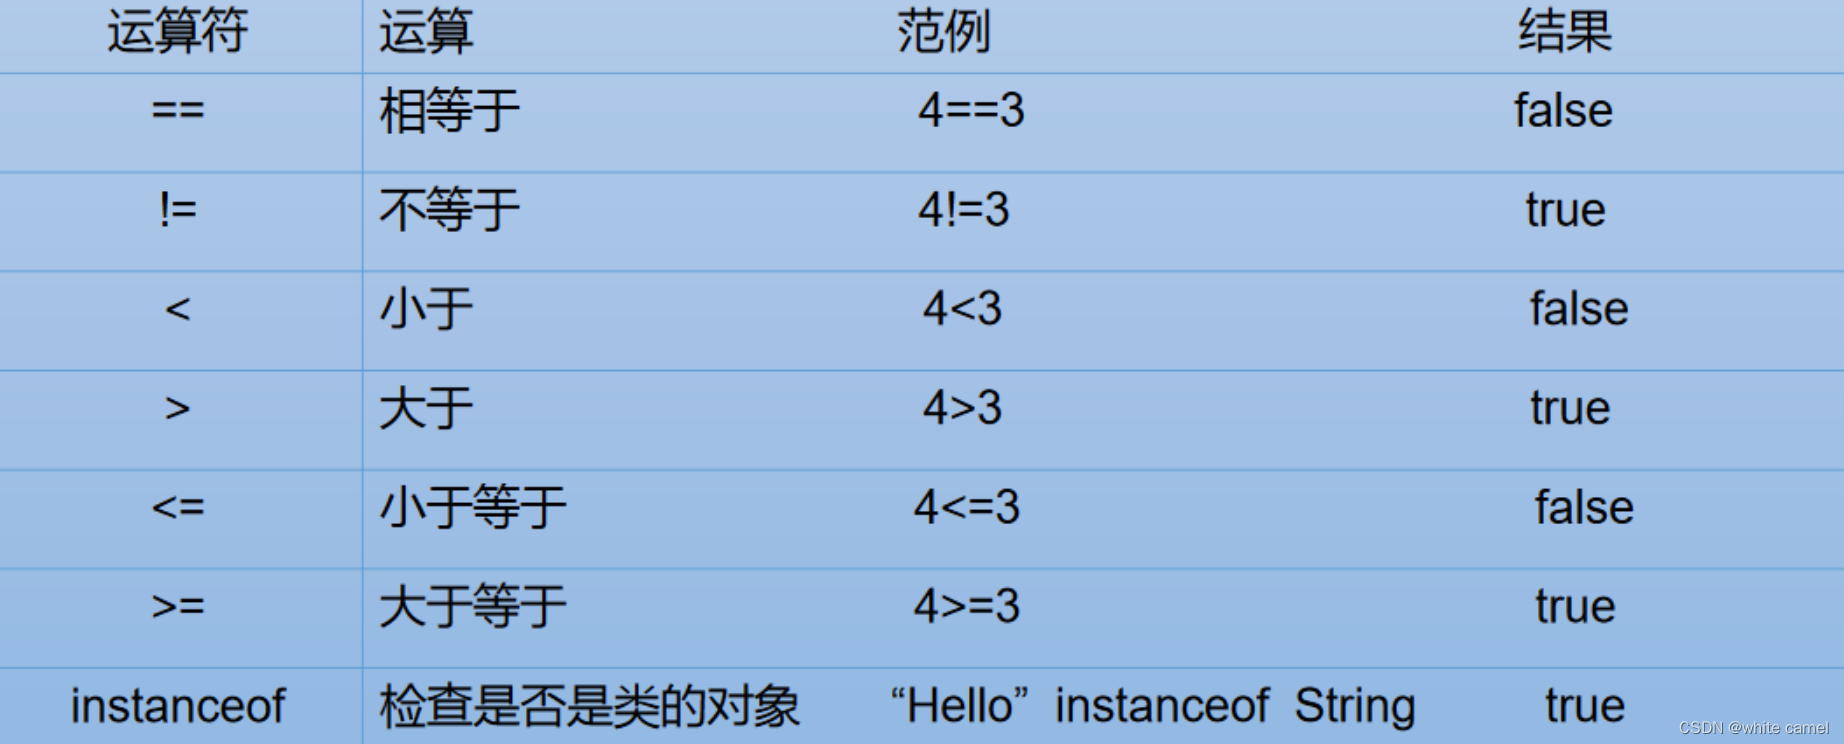 运算符 运算 范例 结果
== 相等于 4==3 false
!= 不等于 4!=3 true
< 小于 4<3 false
> 大于 4>3 true
<= 小于等于 4<=3 false
>= 大于等于 4>=3 true
instanceof 检查是否是类的对象 “Hello” instanceof String true
CSDN @white camel